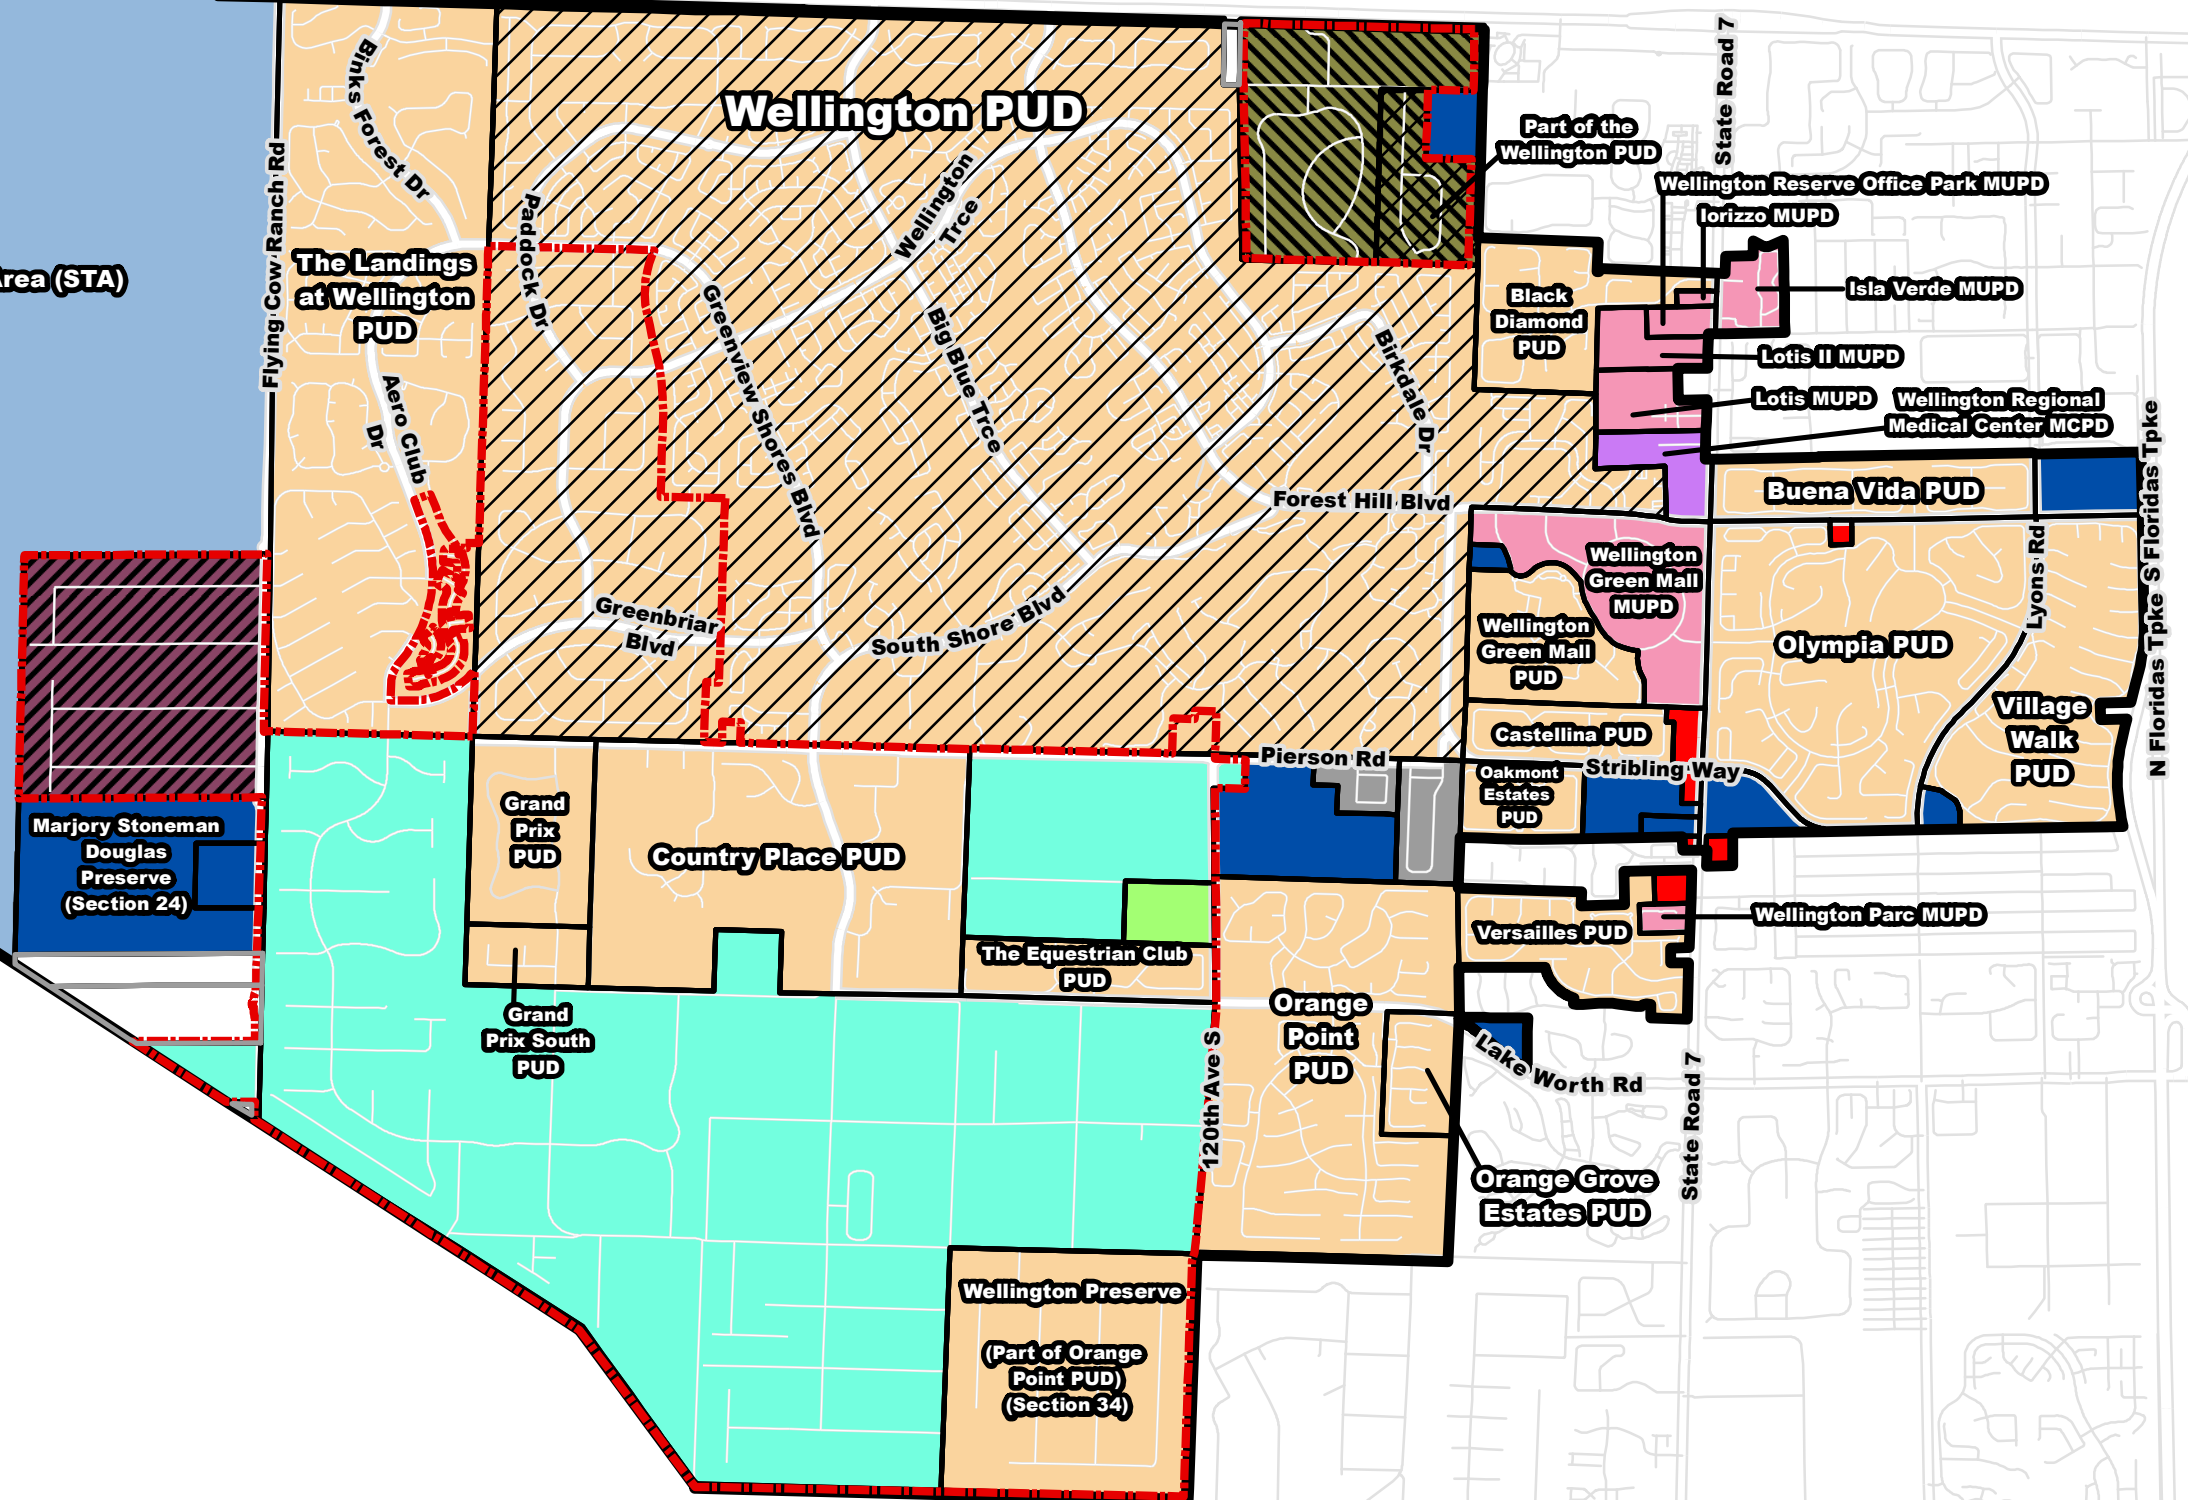 State Road 7
Binks Forest Dr
Wellington PUD
Part of the
Wellington PUD
Flying Cow Ranch Rd
Paddock Dr
Wellington
Trce
Wellington Reserve Office Park MUPD
Iorizzo MUPD
The Landings
at Wellington
PUD
Area (STA)
Greenview Shores Blvd
Big Blue Trce
Birkdale Dr
Black
Diamond
PUD
Isla Verde MUPD
Lotis II MUPD
Lotis MUPD
Wellington Regional
Medical Center MCPD
Aero Club
Dr
Forest Hill Blvd
Buena Vida PUD
N Floridas Tpke S Floridas Tpke
Wellington
Green Mall
MUPD
Wellington
Green Mall
PUD
Lyons Rd
Olympia PUD
Greenbriar
Blvd
South Shore Blvd
Village
Walk
PUD
Castellina PUD
Pierson Rd
Stribling Way
Oakmont
Estates
PUD
Grand
Prix
PUD
Country Place PUD
Marjory Stoneman
Douglas
Preserve
(Section 24)
Versailles PUD
Wellington Parc MUPD
The Equestrian Club
PUD
Grand
Prix South
PUD
Orange
Point
PUD
120th Ave S
Lake Worth Rd
State Road 7
Orange Grove
Estates PUD
Wellington Preserve
(Part of Orange
Point PUD)
(Section 34)